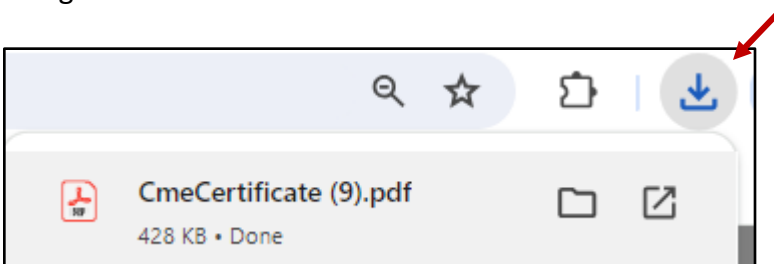 CmeCertificate (9).pdf
428 KB • Done